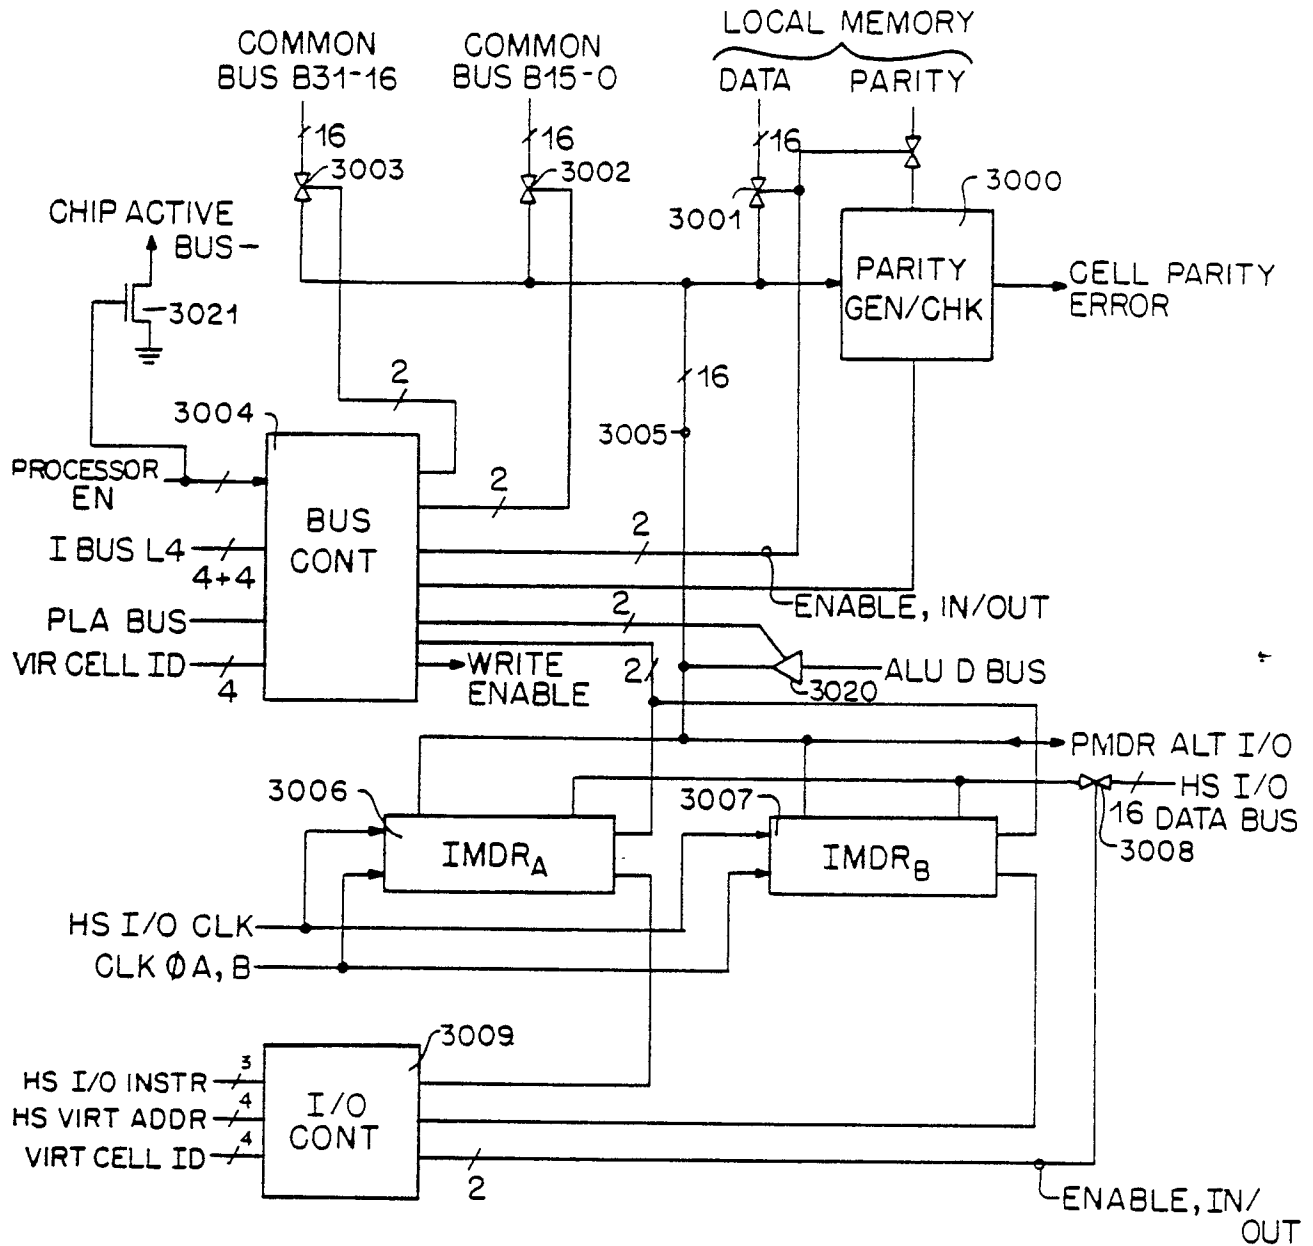 LOCAL MEMORY
COMMON
BUS B31-16
COMMON
BUS B15-0
DATA
PARITY
16
16
16
3003
3002
3001
3000
CHIP ACTIVE
BUS-
3021
PARITY
GEN/CHK
CELL PARITY
ERROR
2
16
3004
3005
PROCESSOR
EN
BUS
CONT
2
2
I BUS L4
4+4
ENABLE, IN/OUT
PLA BUS
2
VIR CELL ID
4
WRITE
ENABLE
2
ALU D BUS
3020
PMDR ALT I/O
3006
3007
HS I/O
16 DATA BUS
3008
IMDRA
IMDRB
HS I/O CLK
CLK ØA, B
3009
HS I/O INSTR
3
HS VIRT ADDR
4
VIRT CELL ID
4
I/O
CONT
2
ENABLE, IN/
OUT